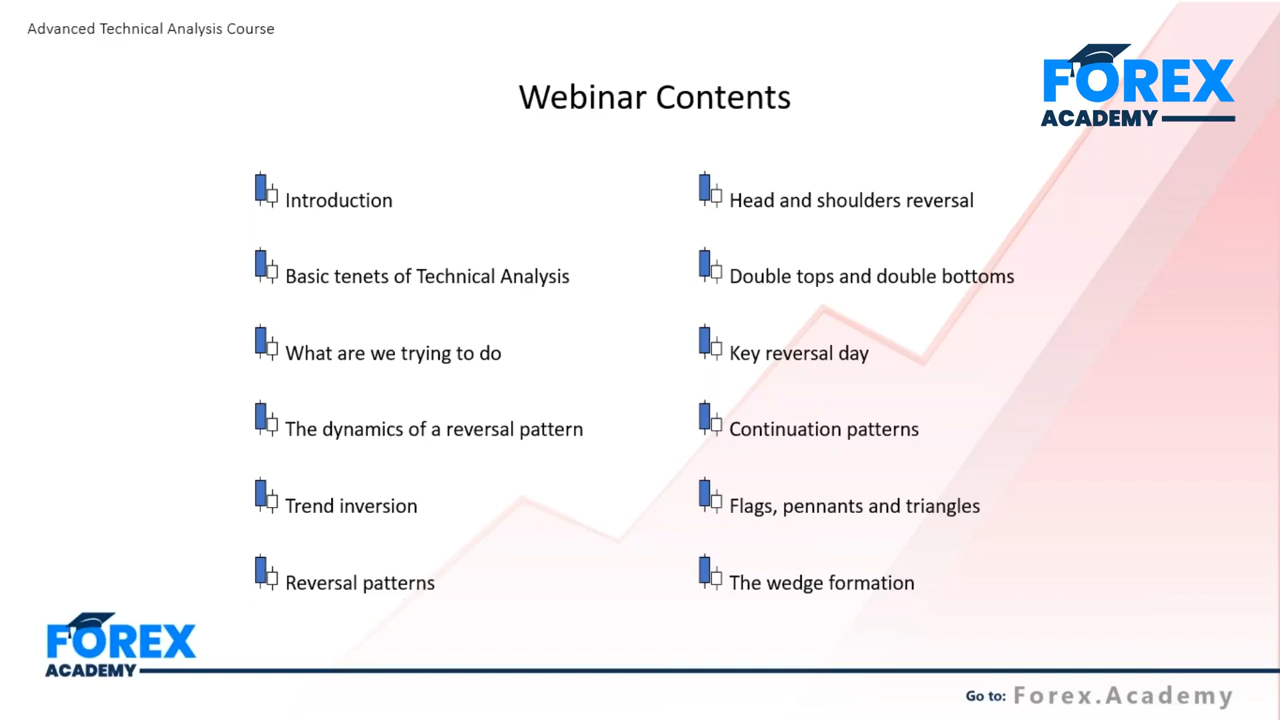 Advanced Technical Analysis Course
FOREX
ACADEMY
Webinar Contents
Introduction
Basic tenets of Technical Analysis
What are we trying to do
The dynamics of a reversal pattern
Trend inversion
Reversal patterns
Head and shoulders reversal
Double tops and double bottoms
Key reversal day
Continuation patterns
Flags, pennants and triangles
The wedge formation
FOREX
ACADEMY
Go to: Forex.Academy